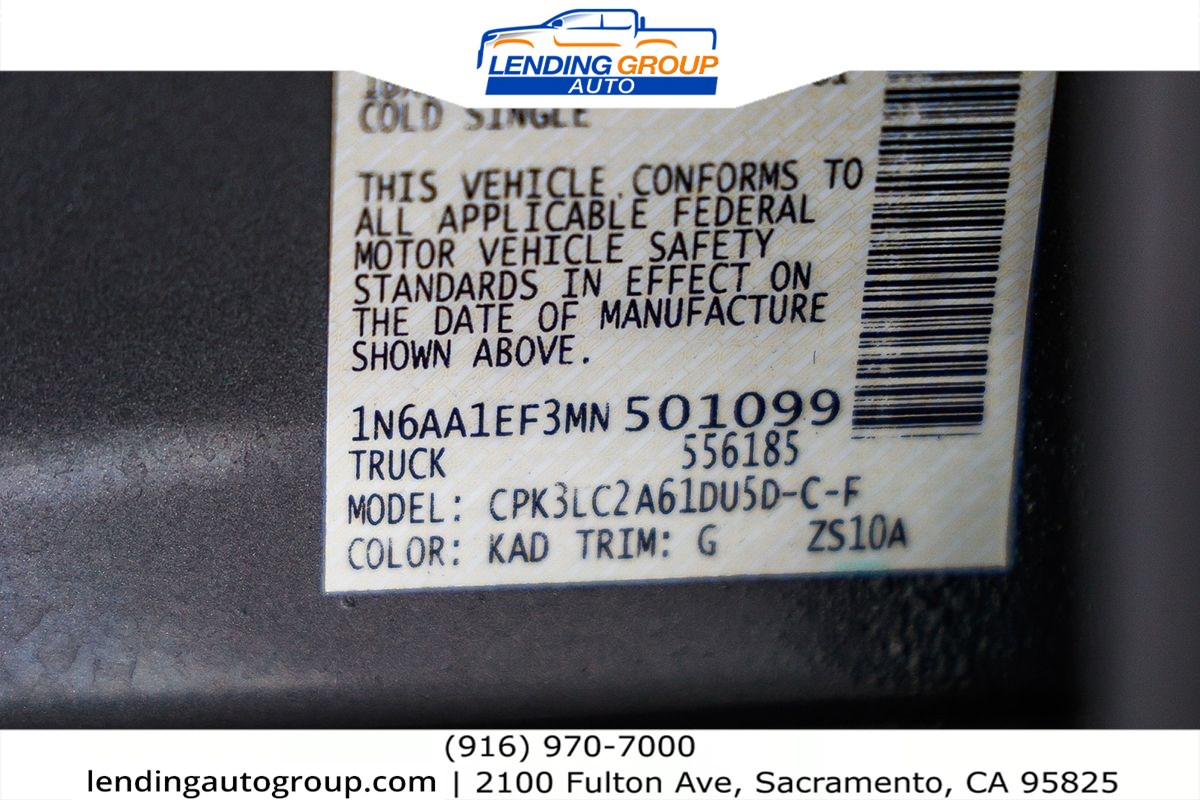 LENDING GROUP
AUTO
COLD SINGLE
THIS VEHICLE CONFORMS TO
ALL APPLICABLE FEDERAL
MOTOR VEHICLE SAFETY
STANDARDS IN EFFECT ON
THE DATE OF MANUFACTURE
SHOWN ABOVE.
1N6AA1EF3MN 501099
TRUCK 556185
MODEL: CPK3LC2A61DU5D-C-F
COLOR: KAD TRIM: G ZS10A
(916) 970-7000
lendingautogroup.com | 2100 Fulton Ave, Sacramento, CA 95825